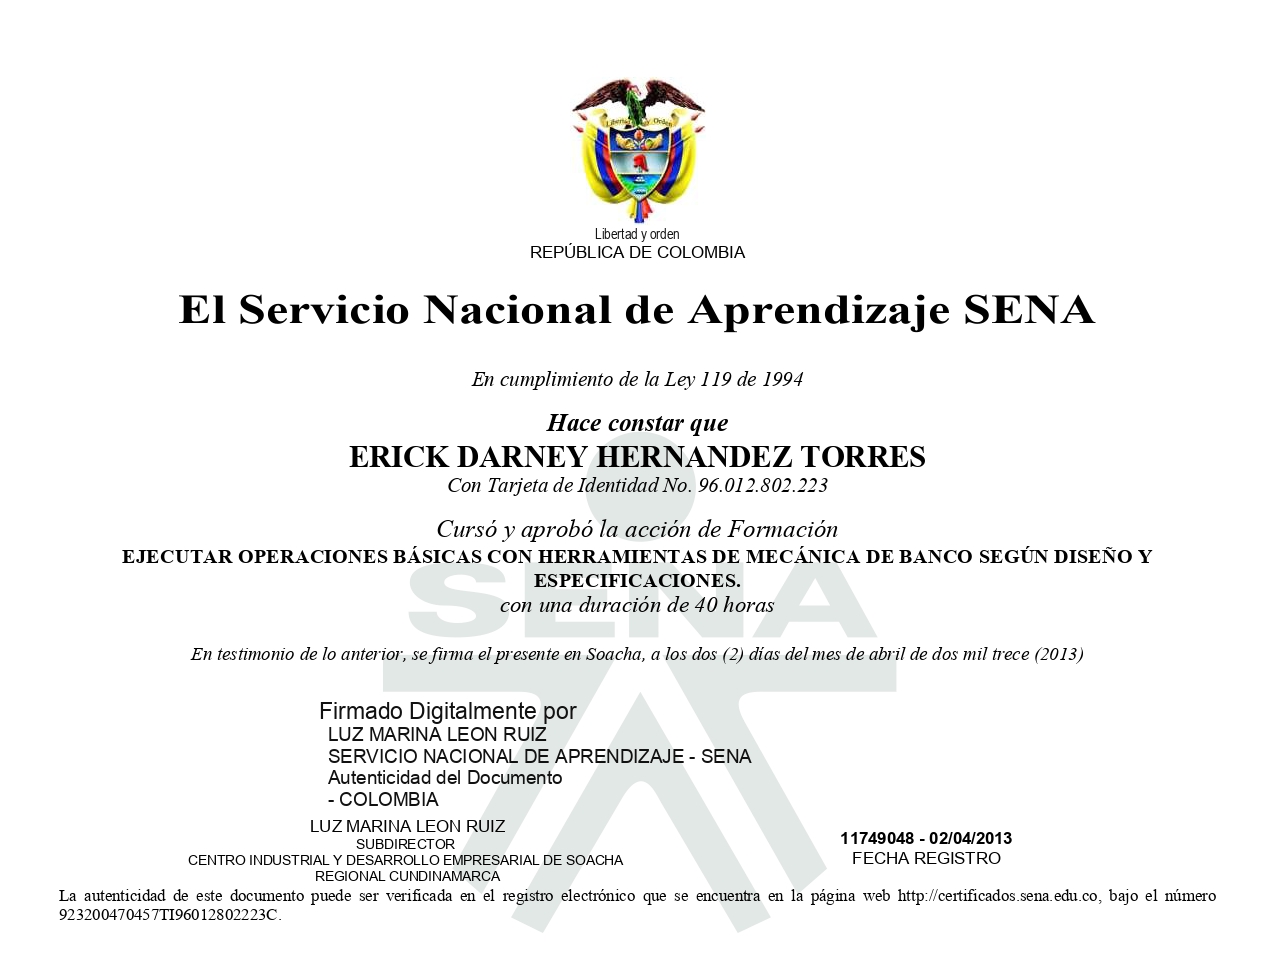 Libertad y Orden
Libertad y orden
REPÚBLICA DE COLOMBIA
El Servicio Nacional de Aprendizaje SENA
En cumplimiento de la Ley 119 de 1994
Hace constar que
ERICK DARNEY HERNANDEZ TORRES
Con Tarjeta de Identidad No. 96.012.802.223
Cursó y aprobó la acción de Formación
EJECUTAR OPERACIONES BÁSICAS CON HERRAMIENTAS DE MECÁNICA DE BANCO SEGÚN DISEÑO Y
ESPECIFICACIONES.
con una duración de 40 horas
SENA
En testimonio de lo anterior, se firma el presente en Soacha, a los dos (2) días del mes de abril de dos mil trece (2013)
Firmado Digitalmente por
LUZ MARINA LEON RUIZ
SERVICIO NACIONAL DE APRENDIZAJE - SENA
Autenticidad del Documento
- COLOMBIA
LUZ MARINA LEON RUIZ
SUBDIRECTOR
CENTRO INDUSTRIAL Y DESARROLLO EMPRESARIAL DE SOACHA
REGIONAL CUNDINAMARCA
11749048 - 02/04/2013
FECHA REGISTRO
La autenticidad de este documento puede ser verificada en el registro electrónico que se encuentra en la página web http://certificados.sena.edu.co, bajo el número
923200470457TI96012802223C.